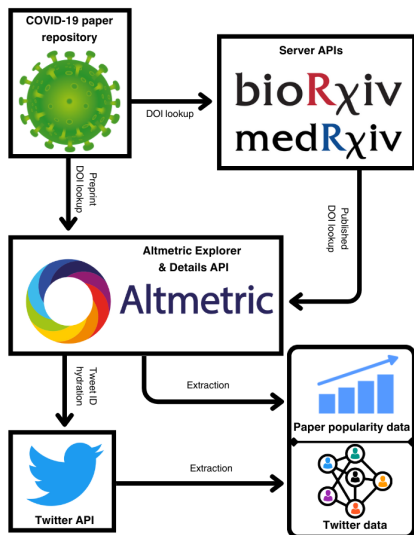 COVID-19 paper
repository
Server APIs
bioRχiv
medRχiv
DOI lookup
Preprint
DOI lookup
Published
DOI lookup
Altmetric Explorer
& Details API
Altmetric
Tweet ID
hydration
Extraction
Paper popularity data
Twitter API
Extraction
Twitter data